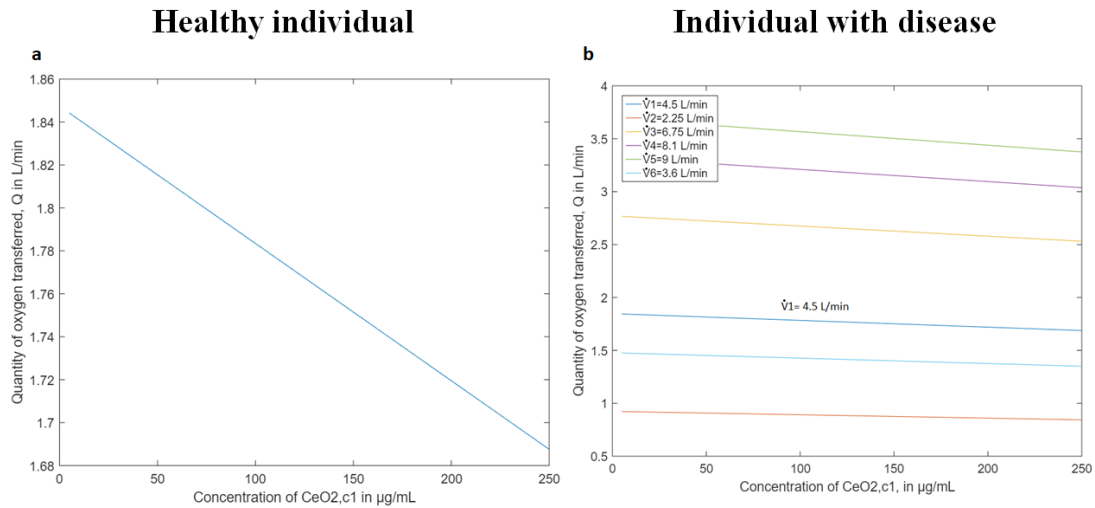 Healthy individual
Individual with disease
a
1.86
1.84
1.82
1.8
1.78
1.76
1.74
1.72
1.7
1.68
Quantity of oxygen transferred, Q in L/min
0
50
100
150
200
250
Concentration of CeO2,c1 in µg/mL
b
4
3.5
3
2.5
2
1.5
1
0.5
Quantity of oxygen transferred, Q in L/min
V̇1=4.5 L/min
V̇2=2.25 L/min
V̇3=6.75 L/min
V̇4=8.1 L/min
V̇5=9 L/min
V̇6=3.6 L/min
V̇1= 4.5 L/min
0
50
100
150
200
250
Concentration of CeO2,c1, in µg/mL